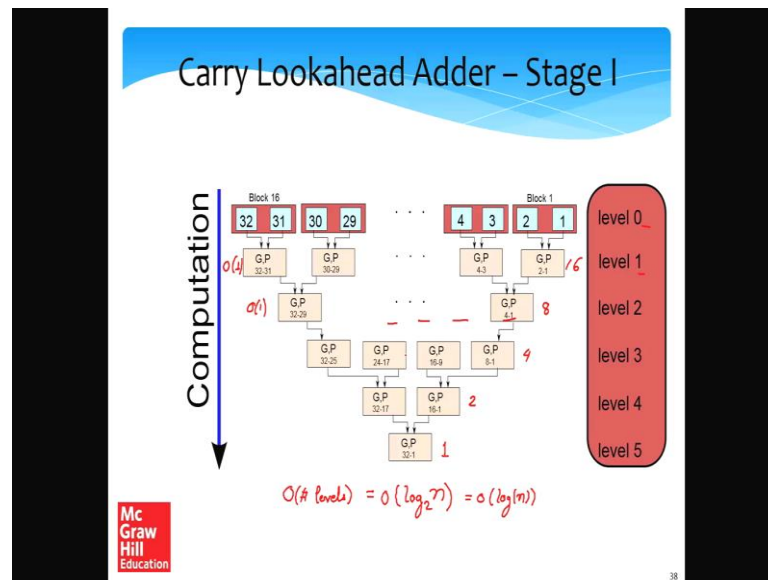 Carry Lookahead Adder – Stage I
Computation
Block 16
Block 1
32 31 30 29 . . . 4 3 2 1
level 0
O(1) G,P 32-31
G,P 30-29
G,P 4-3
G,P 2-1
16
level 1
O(1) G,P 32-29
. . .
G,P 4-1
8
level 2
G,P 32-25
G,P 24-17
G,P 16-9
G,P 8-1
4
level 3
G,P 32-17
G,P 16-1
2
level 4
G,P 32-1
1
level 5
O(# levels) = O(log₂n) = O(log(n))
Mc
Graw
Hill
Education
38